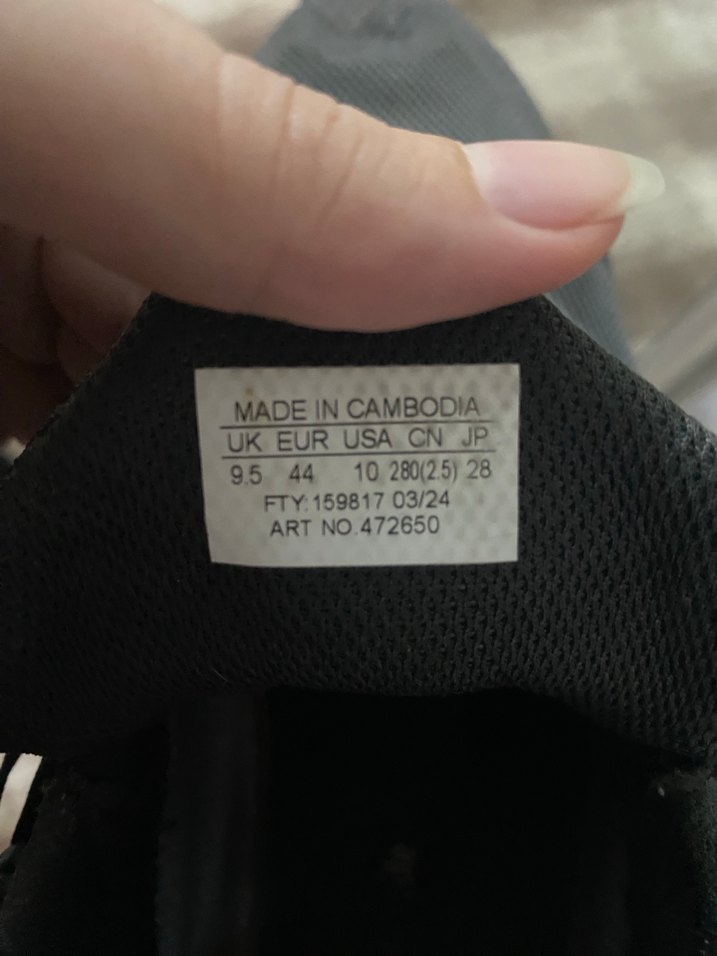 MADE IN CAMBODIA
UK EUR USA CN JP
9.5 44 10 280(2.5) 28
FTY: 159817 03/24
ART NO.472650